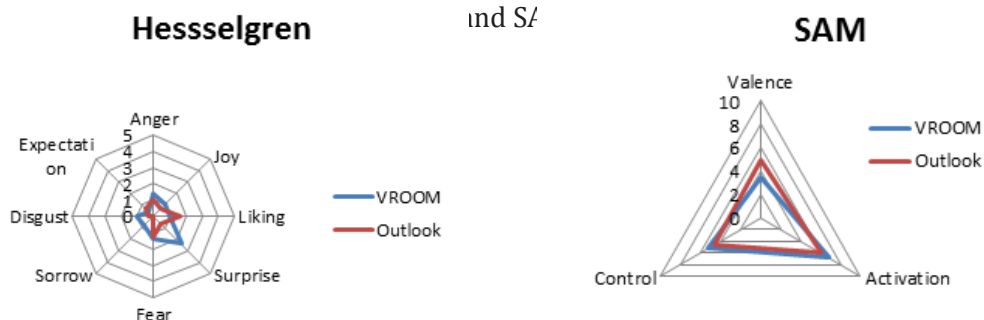 Hessselgren
Anger
5
4
3
2
1
0
Joy
Liking
Surprise
Fear
Sorrow
Disgust
Expectati
on
VROOM
Outlook
SAM
Valence
10
8
6
4
2
0
Activation
Control
VROOM
Outlook